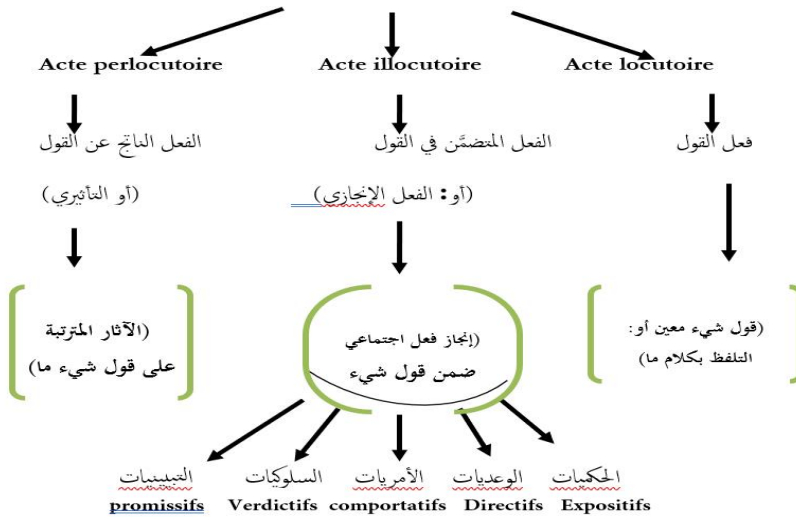 Acte perlocutoire Acte illocutoire Acte locutoire
فعل القول الفعل المتضمَّن في القول الفعل الناتج عن القول
(أو: الفعل الإنجازي) (أو التأثيري)
(قول شيء معين أو:
التلفظ بكلام ما)
(إنجاز فعل اجتماعي
ضمن قول شيء
(الآثار المترتبة
على قول شيء ما)
الحكميات الوعديات الأمريات السلوكيات التبيينيات
promissifs Verdictifs comportatifs Directifs Expositifs